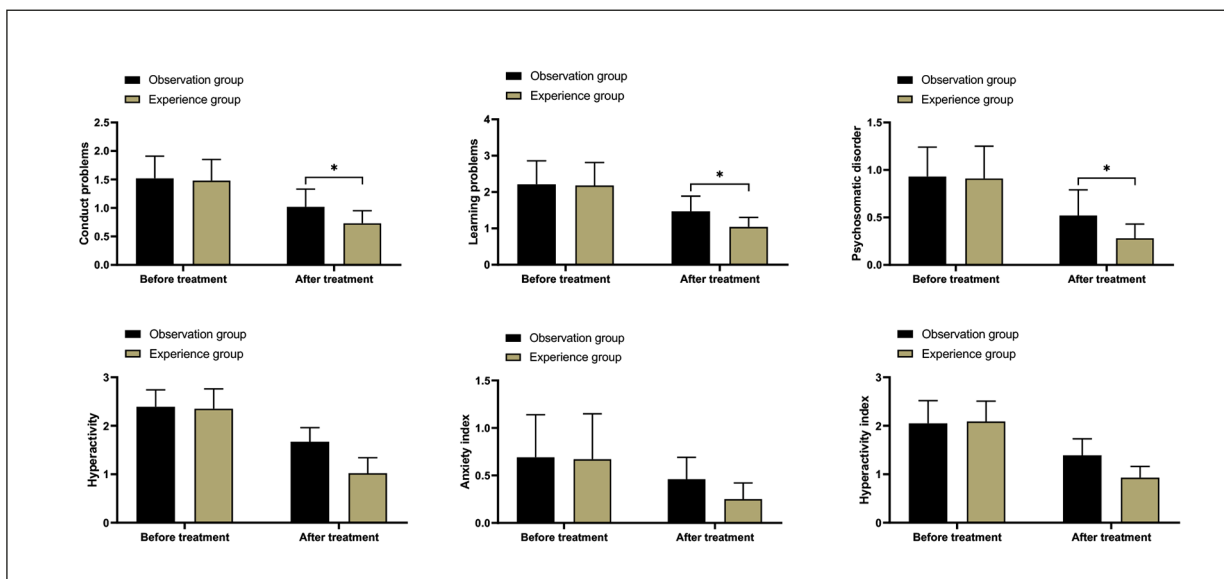 Observation group
Experience group
Conduct problems
2.5
2.0
1.5
1.0
0.5
0.0
*
Before treatment
After treatment
Observation group
Experience group
Learning problems
4
3
2
1
0
*
Before treatment
After treatment
Observation group
Experience group
Psychosomatic disorder
1.5
1.0
0.5
0.0
*
Before treatment
After treatment
Observation group
Experience group
Hyperactivity
3
2
1
0
Before treatment
After treatment
Observation group
Experience group
Anxiety index
1.5
1.0
0.5
0.0
Before treatment
After treatment
Observation group
Experience group
Hyperactivity index
3
2
1
0
Before treatment
After treatment